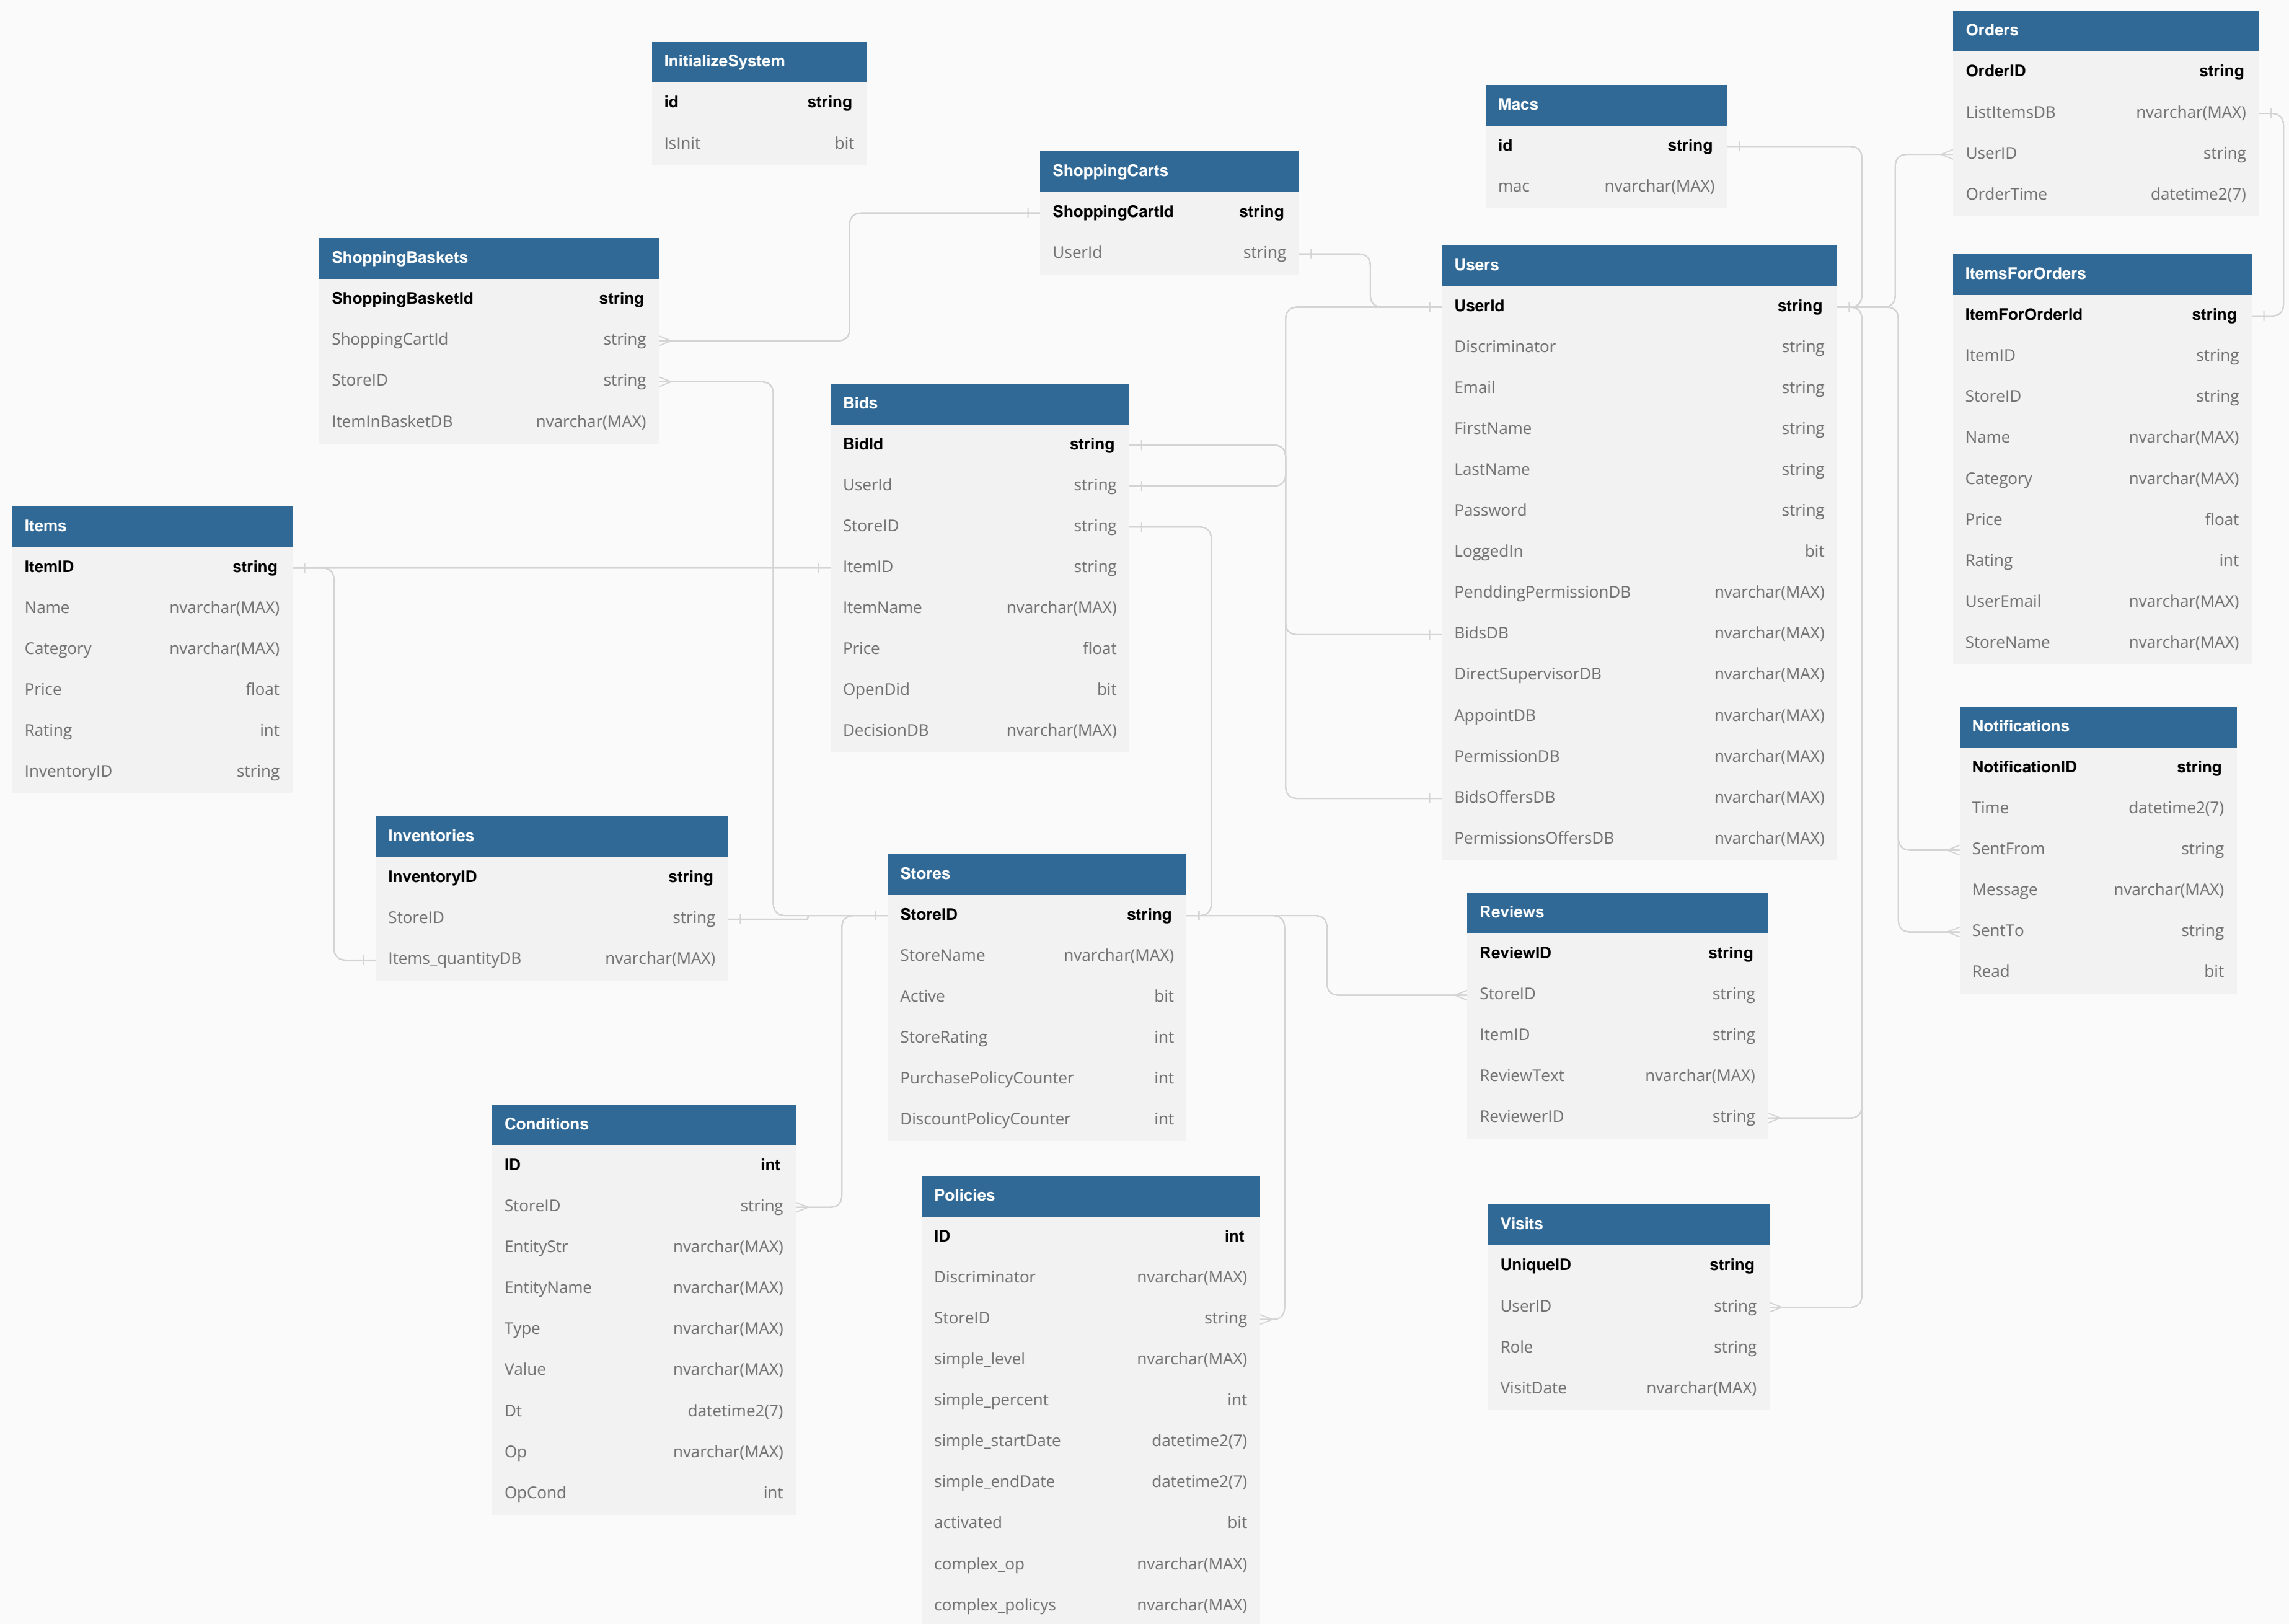 InitializeSystem
id string
IsInit bit
ShoppingCarts
ShoppingCartId string
UserId string
Macs
id string
mac nvarchar(MAX)
Orders
OrderID string
ListItemsDB nvarchar(MAX)
UserID string
OrderTime datetime2(7)
ShoppingBaskets
ShoppingBasketId string
ShoppingCartId string
StoreID string
ItemInBasketDB nvarchar(MAX)
Users
UserId string
Discriminator string
Email string
FirstName string
LastName string
Password string
LoggedIn bit
PenddingPermissionDB nvarchar(MAX)
BidsDB nvarchar(MAX)
DirectSupervisorDB nvarchar(MAX)
AppointDB nvarchar(MAX)
PermissionDB nvarchar(MAX)
BidsOffersDB nvarchar(MAX)
PermissionsOffersDB nvarchar(MAX)
ItemsForOrders
ItemForOrderId string
ItemID string
StoreID string
Name nvarchar(MAX)
Category nvarchar(MAX)
Price float
Rating int
UserEmail nvarchar(MAX)
StoreName nvarchar(MAX)
Bids
BidId string
UserId string
StoreID string
ItemID string
ItemName nvarchar(MAX)
Price float
OpenDid bit
DecisionDB nvarchar(MAX)
Items
ItemID string
Name nvarchar(MAX)
Category nvarchar(MAX)
Price float
Rating int
InventoryID string
Notifications
NotificationID string
Time datetime2(7)
SentFrom string
Message nvarchar(MAX)
SentTo string
Read bit
Inventories
InventoryID string
StoreID string
Items_quantityDB nvarchar(MAX)
Stores
StoreID string
StoreName nvarchar(MAX)
Active bit
StoreRating int
PurchasePolicyCounter int
DiscountPolicyCounter int
Reviews
ReviewID string
StoreID string
ItemID string
ReviewText nvarchar(MAX)
ReviewerID string
Conditions
ID int
StoreID string
EntityStr nvarchar(MAX)
EntityName nvarchar(MAX)
Type nvarchar(MAX)
Value nvarchar(MAX)
Dt datetime2(7)
Op nvarchar(MAX)
OpCond int
Policies
ID int
Discriminator nvarchar(MAX)
StoreID string
simple_level nvarchar(MAX)
simple_percent int
simple_startDate datetime2(7)
simple_endDate datetime2(7)
activated bit
complex_op nvarchar(MAX)
complex_policys nvarchar(MAX)
Visits
UniqueID string
UserID string
Role string
VisitDate nvarchar(MAX)